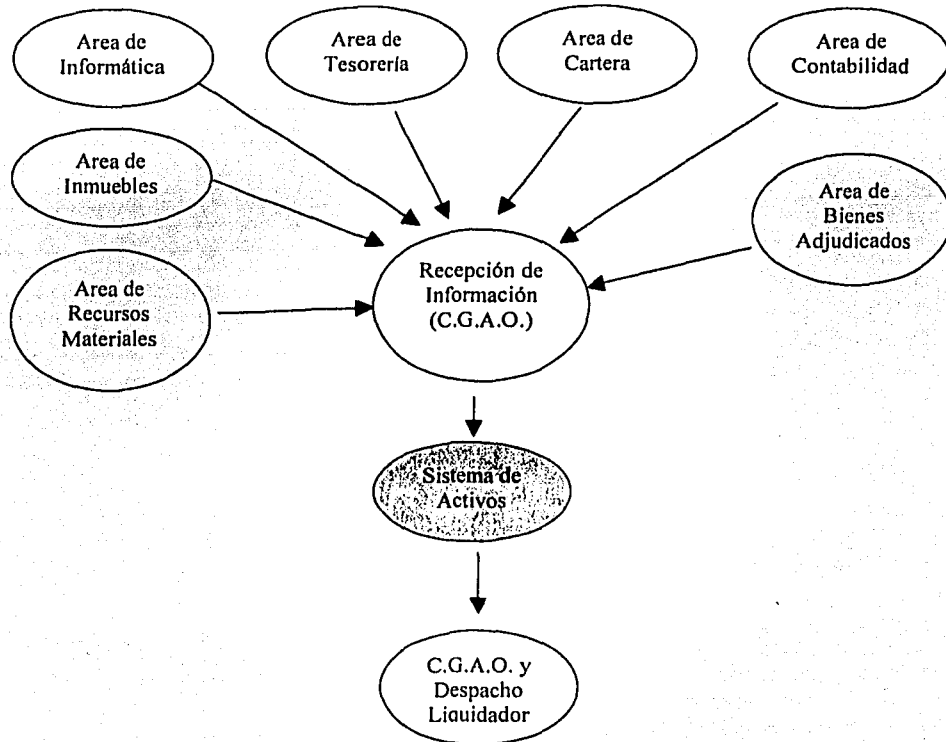 Area de
Informática
Area de
Tesorería
Area de
Cartera
Area de
Contabilidad
Area de
Inmuebles
Area de
Bienes
Adjudicados
Area de
Recursos
Materiales
Recepción de
Información
(C.G.A.O.)
Sistema de
Activos
C.G.A.O. y
Despacho
Liquidador